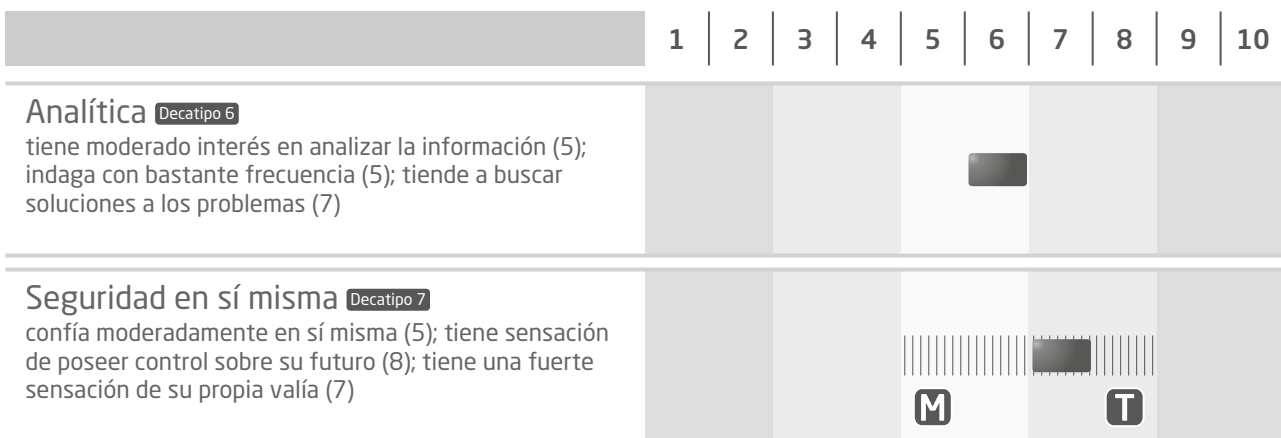 1 2 3 4 5 6 7 8 9 10
Analítica Decatipo 6
tiene moderado interés en analizar la información (5);
indaga con bastante frecuencia (5); tiende a buscar
soluciones a los problemas (7)
Seguridad en sí misma Decatipo 7
confía moderadamente en sí misma (5); tiene sensación
de poseer control sobre su futuro (8); tiene una fuerte
sensación de su propia valía (7)
M T